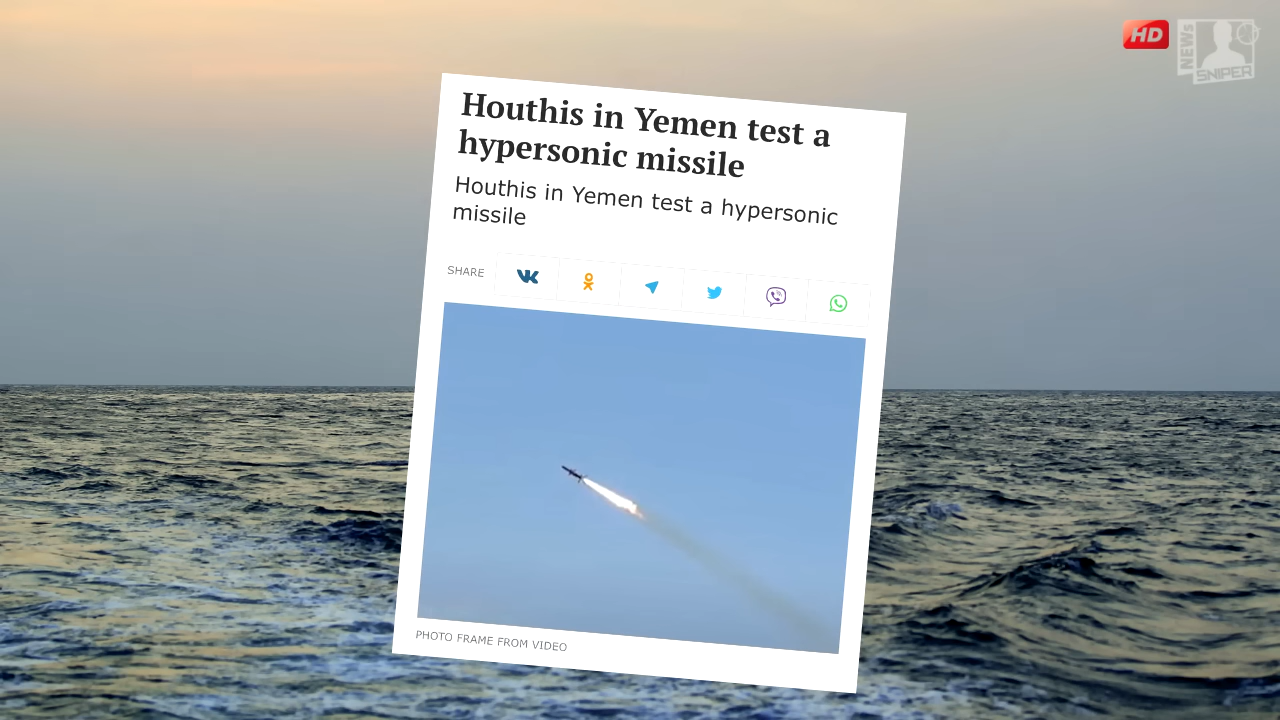 HD
NEWs
SNIPER
Houthis in Yemen test a
hypersonic missile
Houthis in Yemen test a hypersonic
missile
SHARE
PHOTO FRAME FROM VIDEO